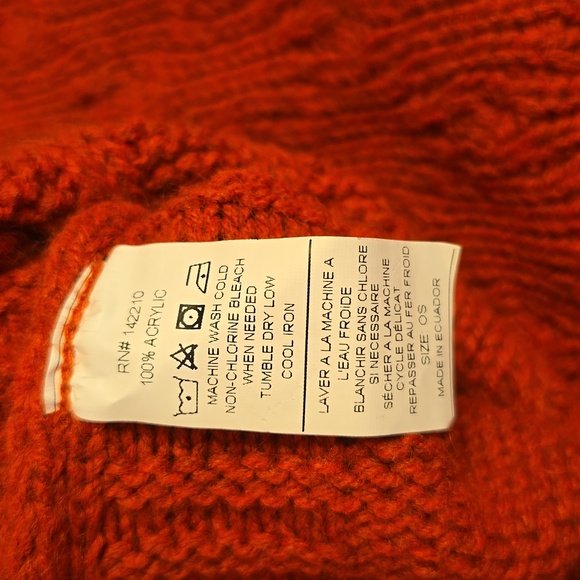 RN# 142210
100% ACRYLIC
MACHINE WASH COLD
NON-CHLORINE BLEACH
WHEN NEEDED
TUMBLE DRY LOW
COOL IRON
LAVER A LA MACHINE A
L'EAU FROIDE
BLANCHIR SANS CHLORE
SI NECESSAIRE
SÉCHER A LA MACHINE
CYCLE DÉLICAT
REPASSER AU FER FROID
SIZE OS
MADE IN ECUADOR